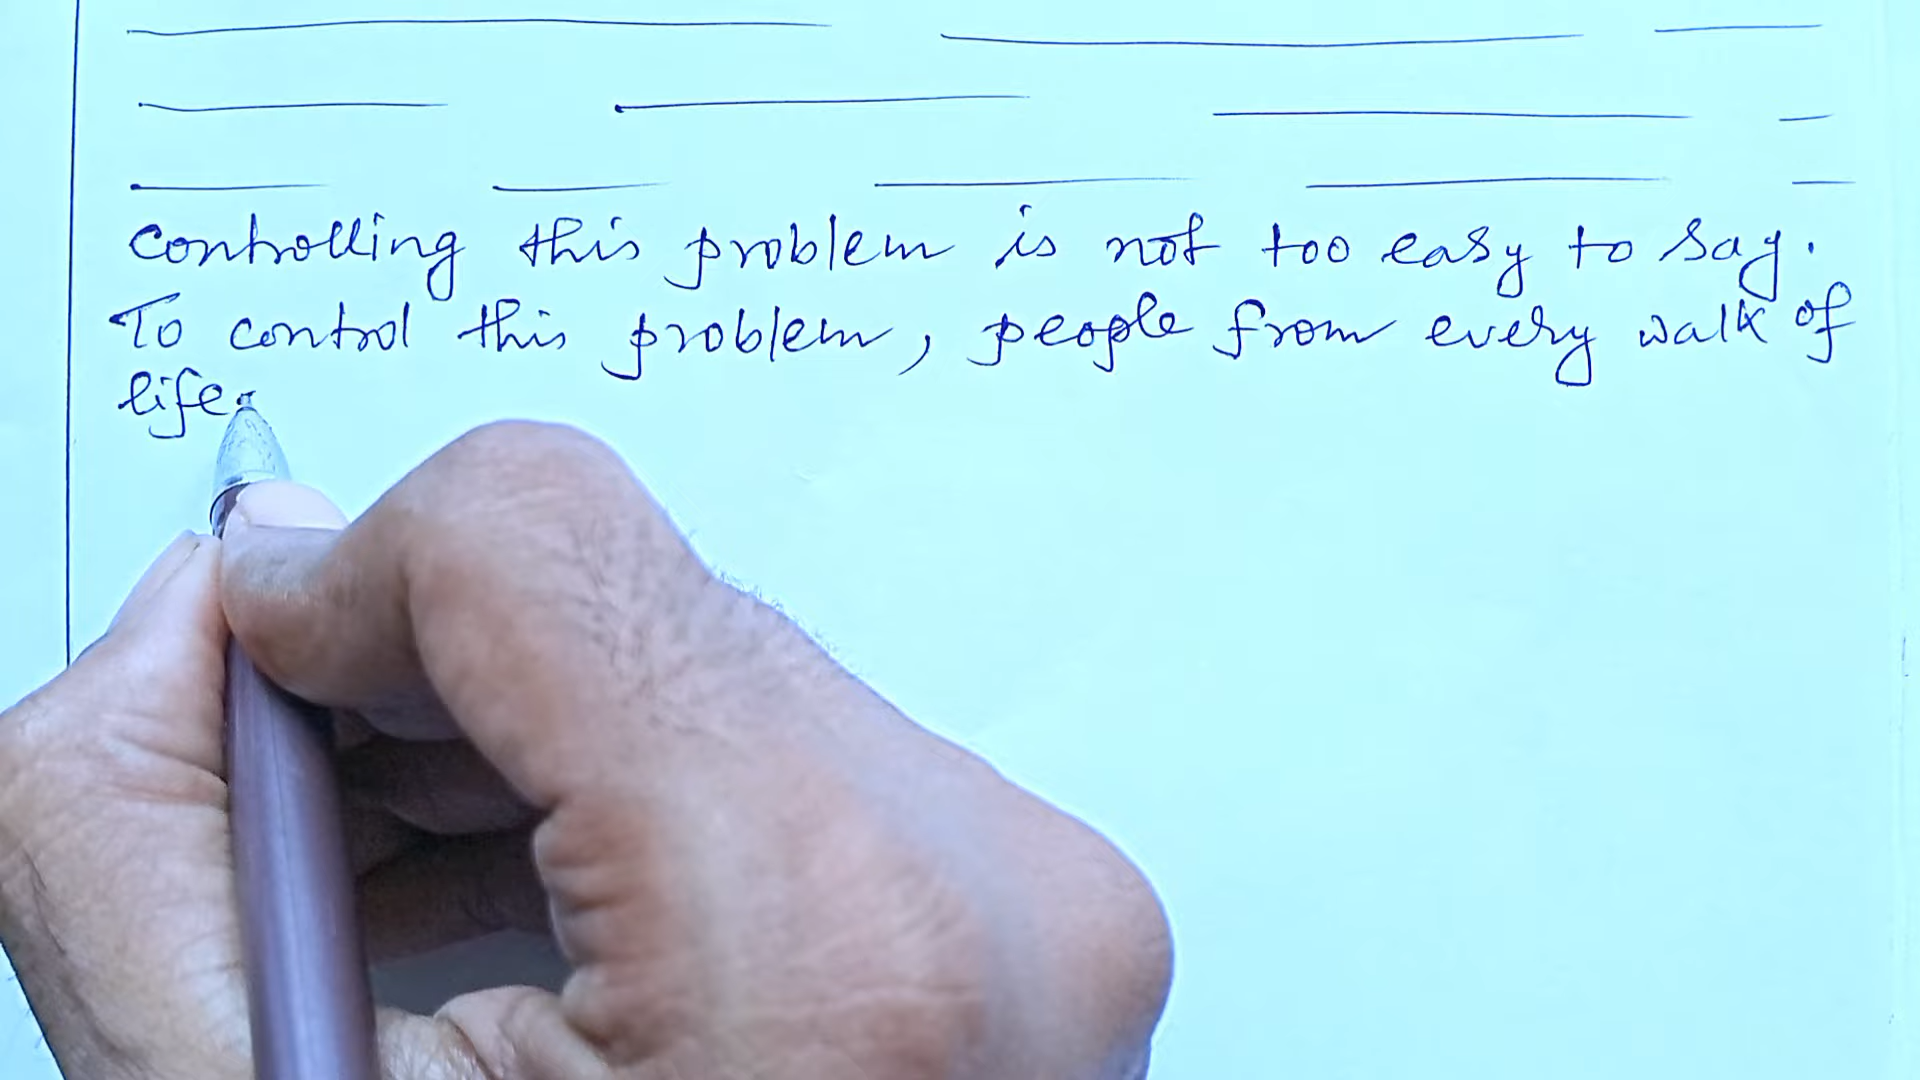 Controlling this problem is not too easy to say.
To control this problem, people from every walk of
life